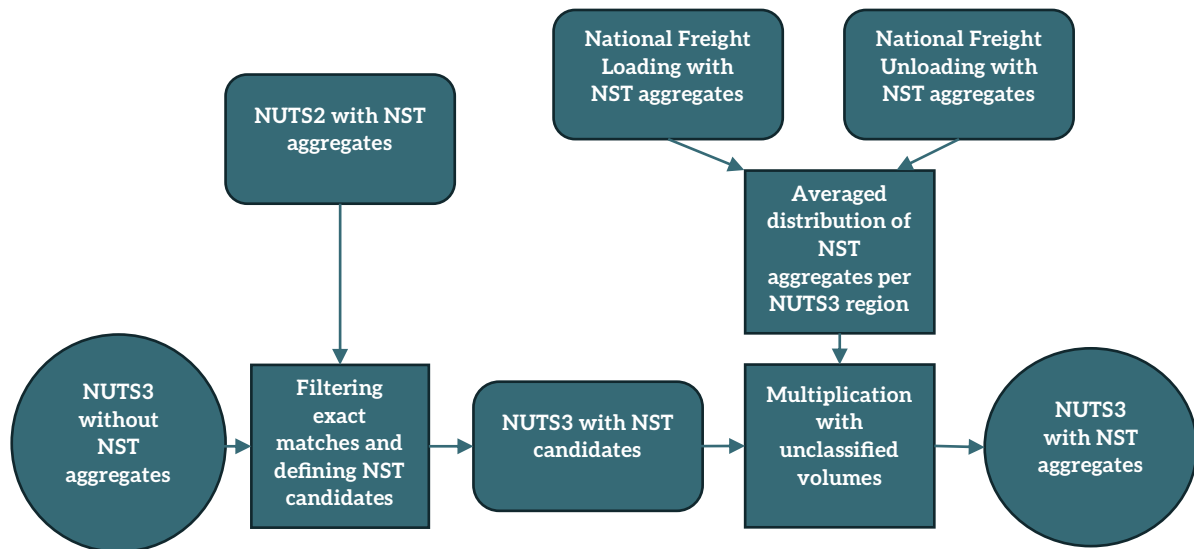 National Freight
Loading with
NST aggregates
National Freight
Unloading with
NST aggregates
NUTS2 with NST
aggregates
Averaged
distribution of
NST
aggregates per
NUTS3 region
NUTS3
without
NST
aggregates
Filtering
exact
matches and
defining NST
candidates
NUTS3 with NST
candidates
Multiplication
with
unclassified
volumes
NUTS3
with NST
aggregates